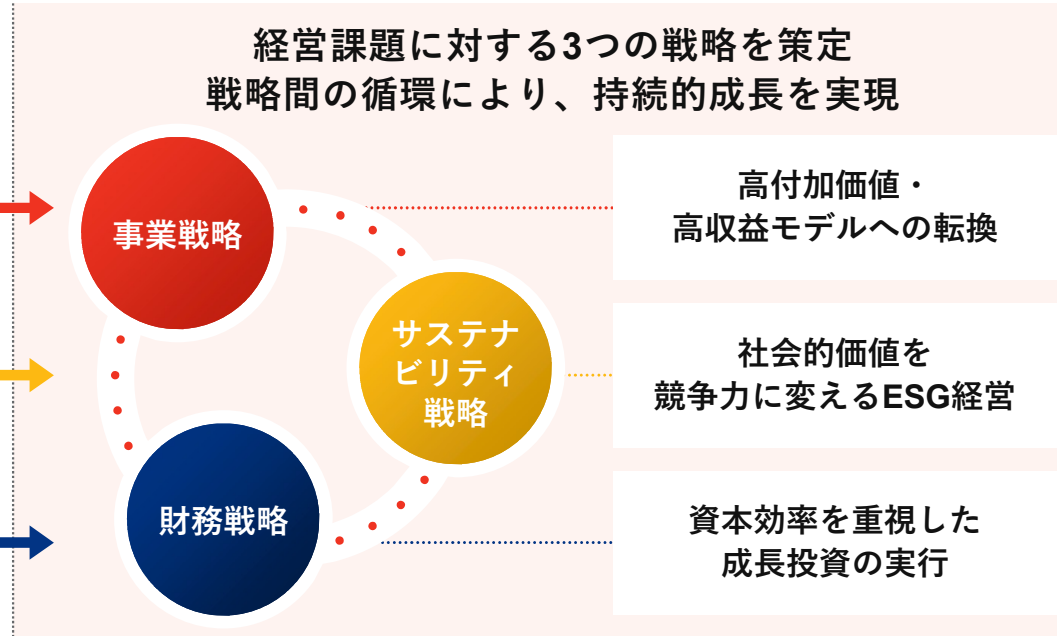 経営課題に対する3つの戦略を策定
戦略間の循環により、持続的成長を実現
事業戦略
高付加価値・
高収益モデルへの転換
サステナ
ビリティ
戦略
社会的価値を
競争力に変えるESG経営
財務戦略
資本効率を重視した
成長投資の実行